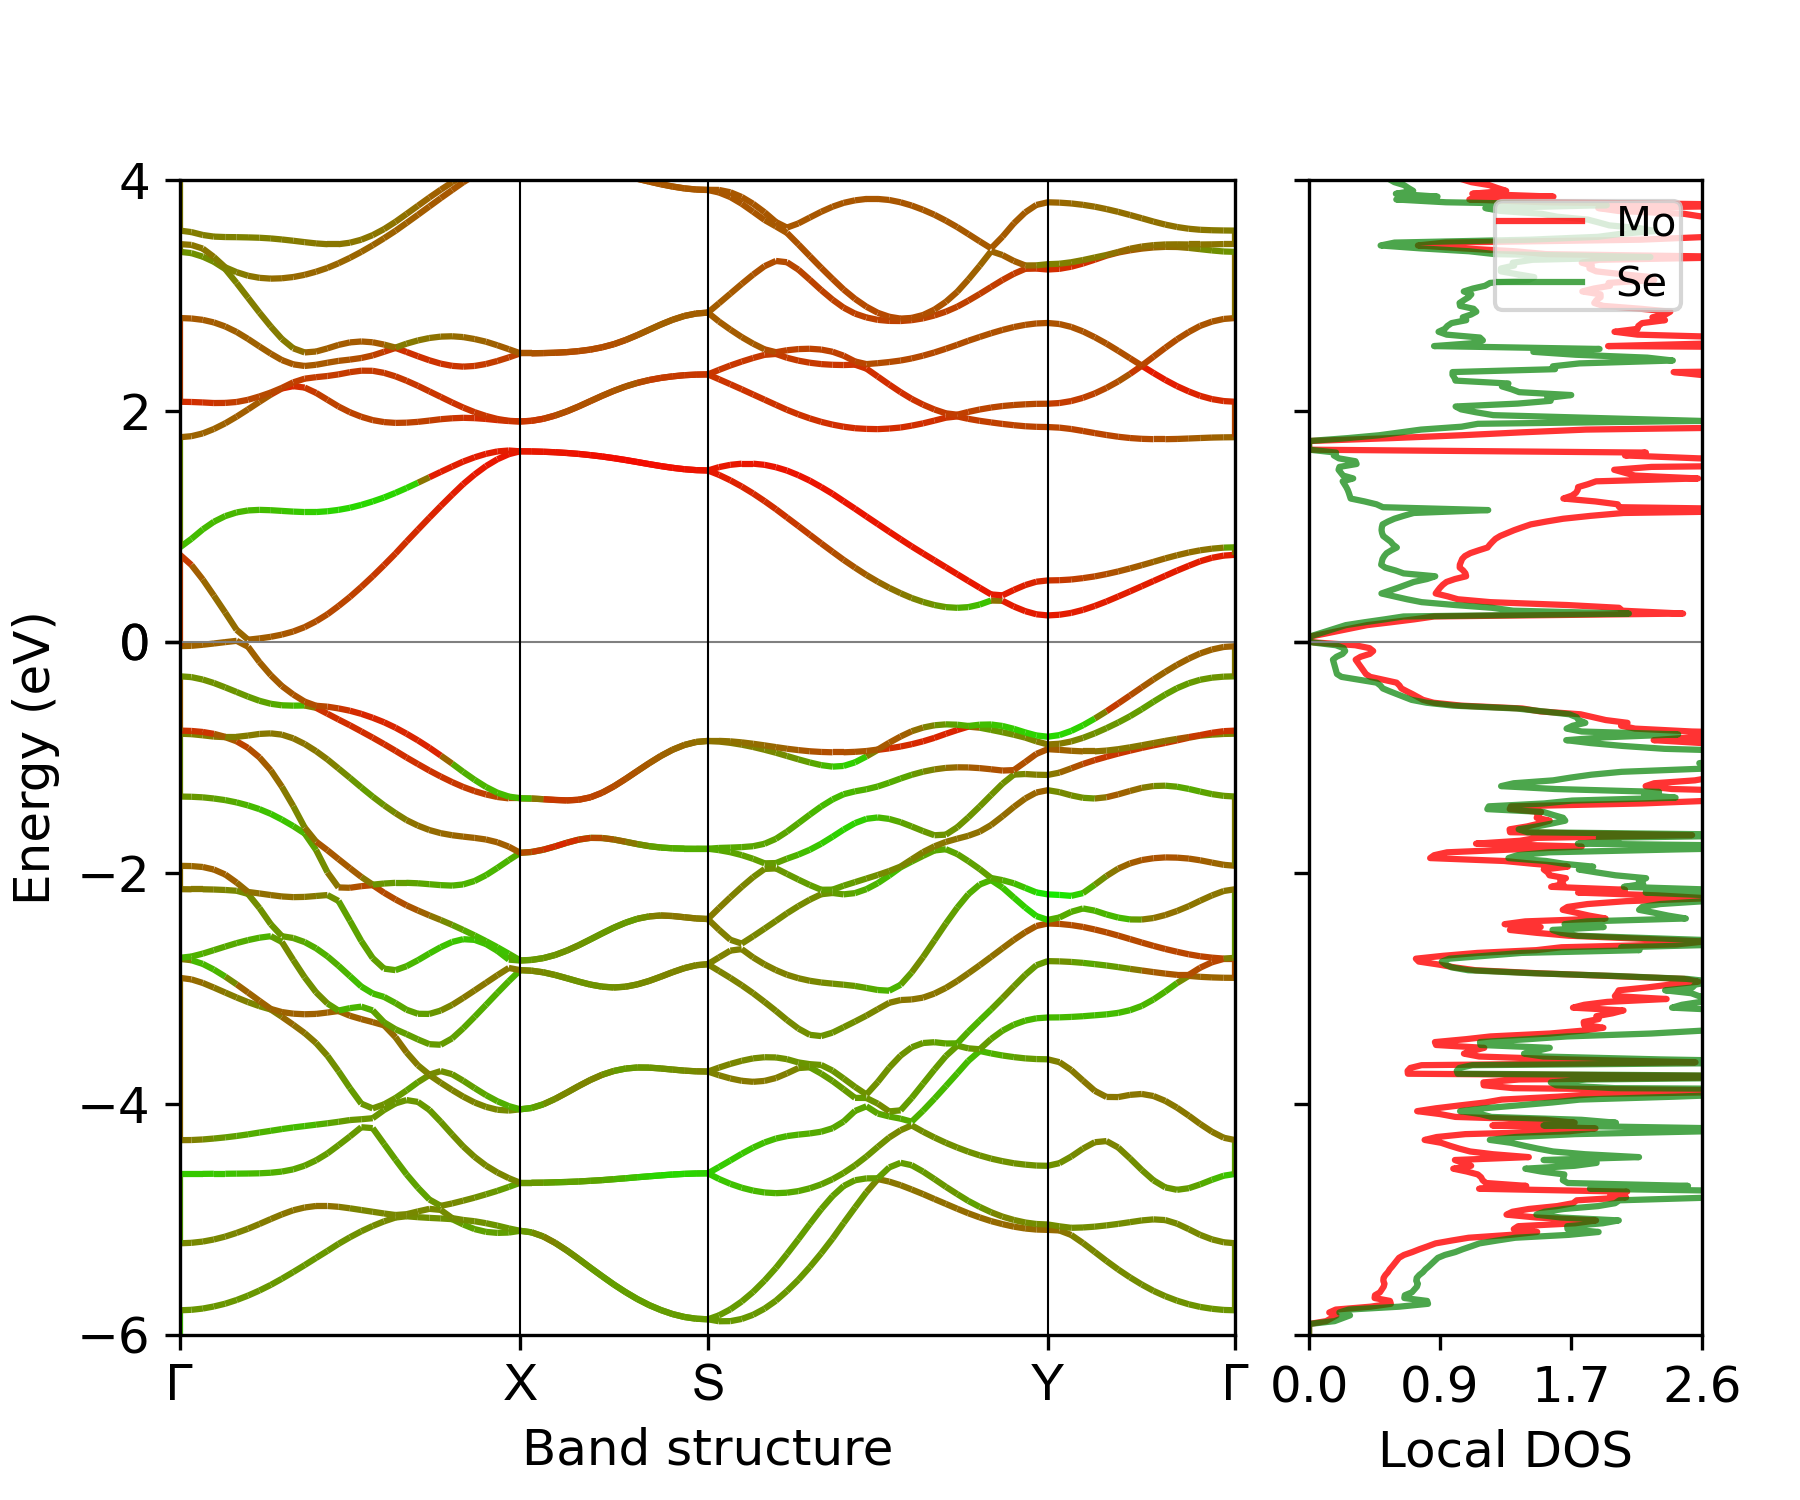 4
2
0
−2
−4
−6
Energy (eV)
Γ X S Y Γ
Band structure
Mo
Se
0.0 0.9 1.7 2.6
Local DOS